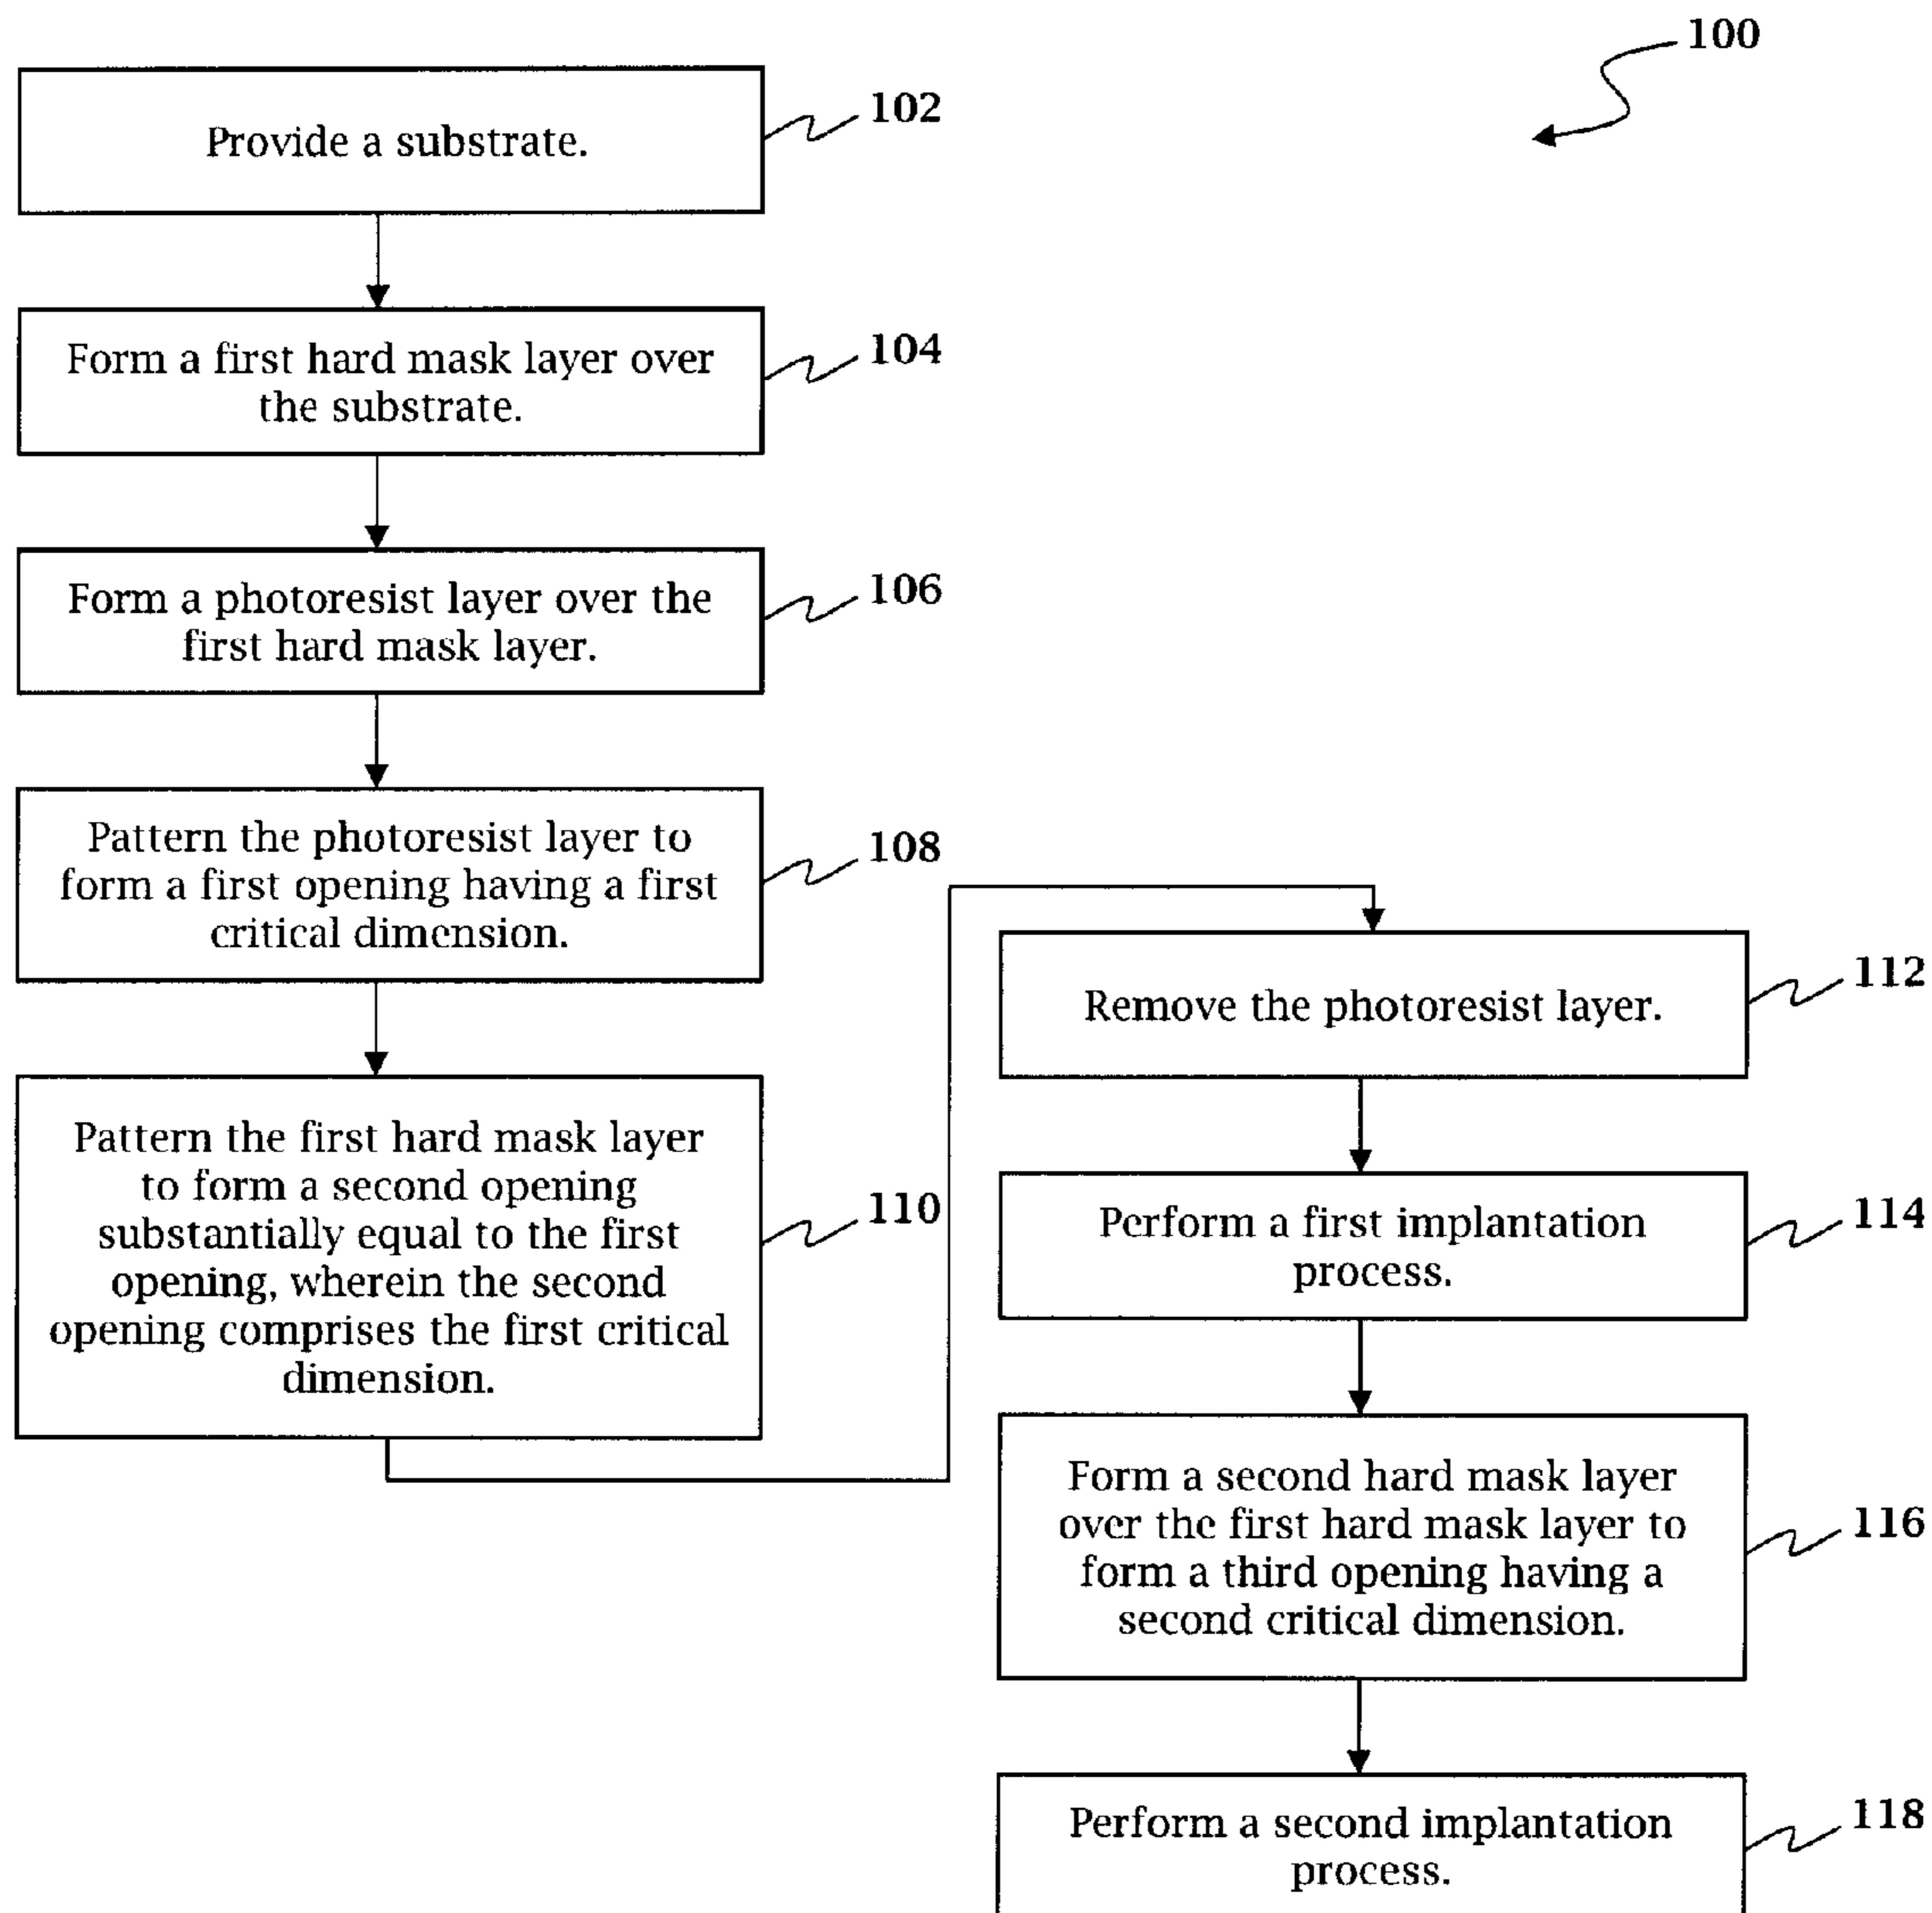 100
Provide a substrate.
102
Form a first hard mask layer over
the substrate.
104
Form a photoresist layer over the
first hard mask layer.
106
Pattern the photoresist layer to
form a first opening having a first
critical dimension.
108
Pattern the first hard mask layer
to form a second opening
substantially equal to the first
opening, wherein the second
opening comprises the first critical
dimension.
110
Remove the photoresist layer.
112
Perform a first implantation
process.
114
Form a second hard mask layer
over the first hard mask layer to
form a third opening having a
second critical dimension.
116
Perform a second implantation
process.
118